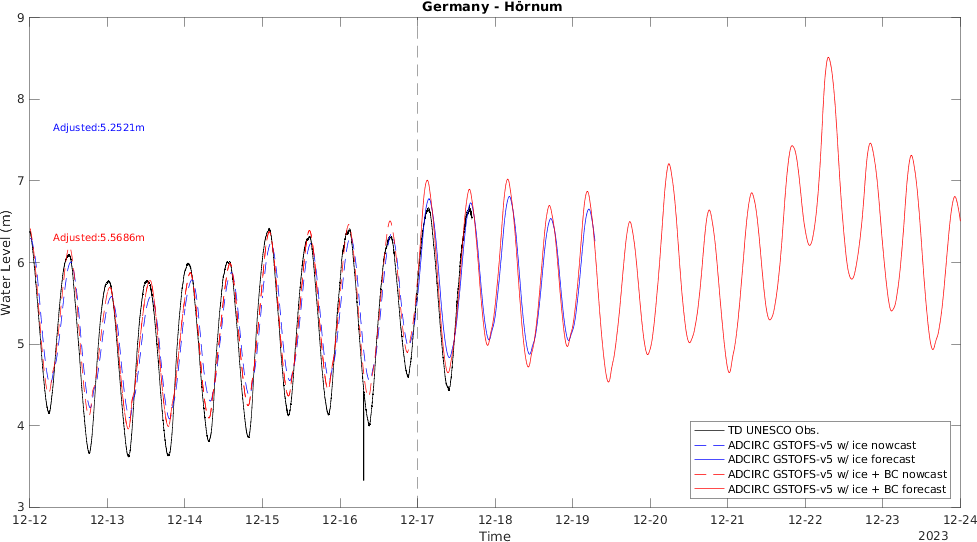 Germany - Hörnum
9
8
7
6
5
4
3
Water Level (m)
Adjusted:5.2521m
Adjusted:5.5686m
TD UNESCO Obs.
ADCIRC GSTOFS-v5 w/ ice nowcast
ADCIRC GSTOFS-v5 w/ ice forecast
ADCIRC GSTOFS-v5 w/ ice + BC nowcast
ADCIRC GSTOFS-v5 w/ ice + BC forecast
12-12 12-13 12-14 12-15 12-16 12-17 12-18 12-19 12-20 12-21 12-22 12-23 12-24
Time
2023